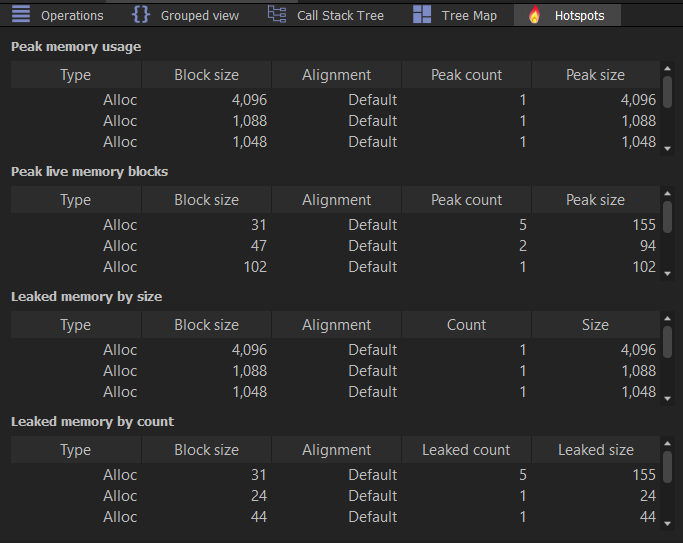 Operations Grouped view Call Stack Tree Tree Map Hotspots
Peak memory usage
Type Block size Alignment Peak count Peak size
Alloc 4,096 Default 1 4,096
Alloc 1,088 Default 1 1,088
Alloc 1,048 Default 1 1,048
Peak live memory blocks
Type Block size Alignment Peak count Peak size
Alloc 31 Default 5 155
Alloc 47 Default 2 94
Alloc 102 Default 1 102
Leaked memory by size
Type Block size Alignment Count Size
Alloc 4,096 Default 1 4,096
Alloc 1,088 Default 1 1,088
Alloc 1,048 Default 1 1,048
Leaked memory by count
Type Block size Alignment Leaked count Leaked size
Alloc 31 Default 5 155
Alloc 24 Default 1 24
Alloc 44 Default 1 44